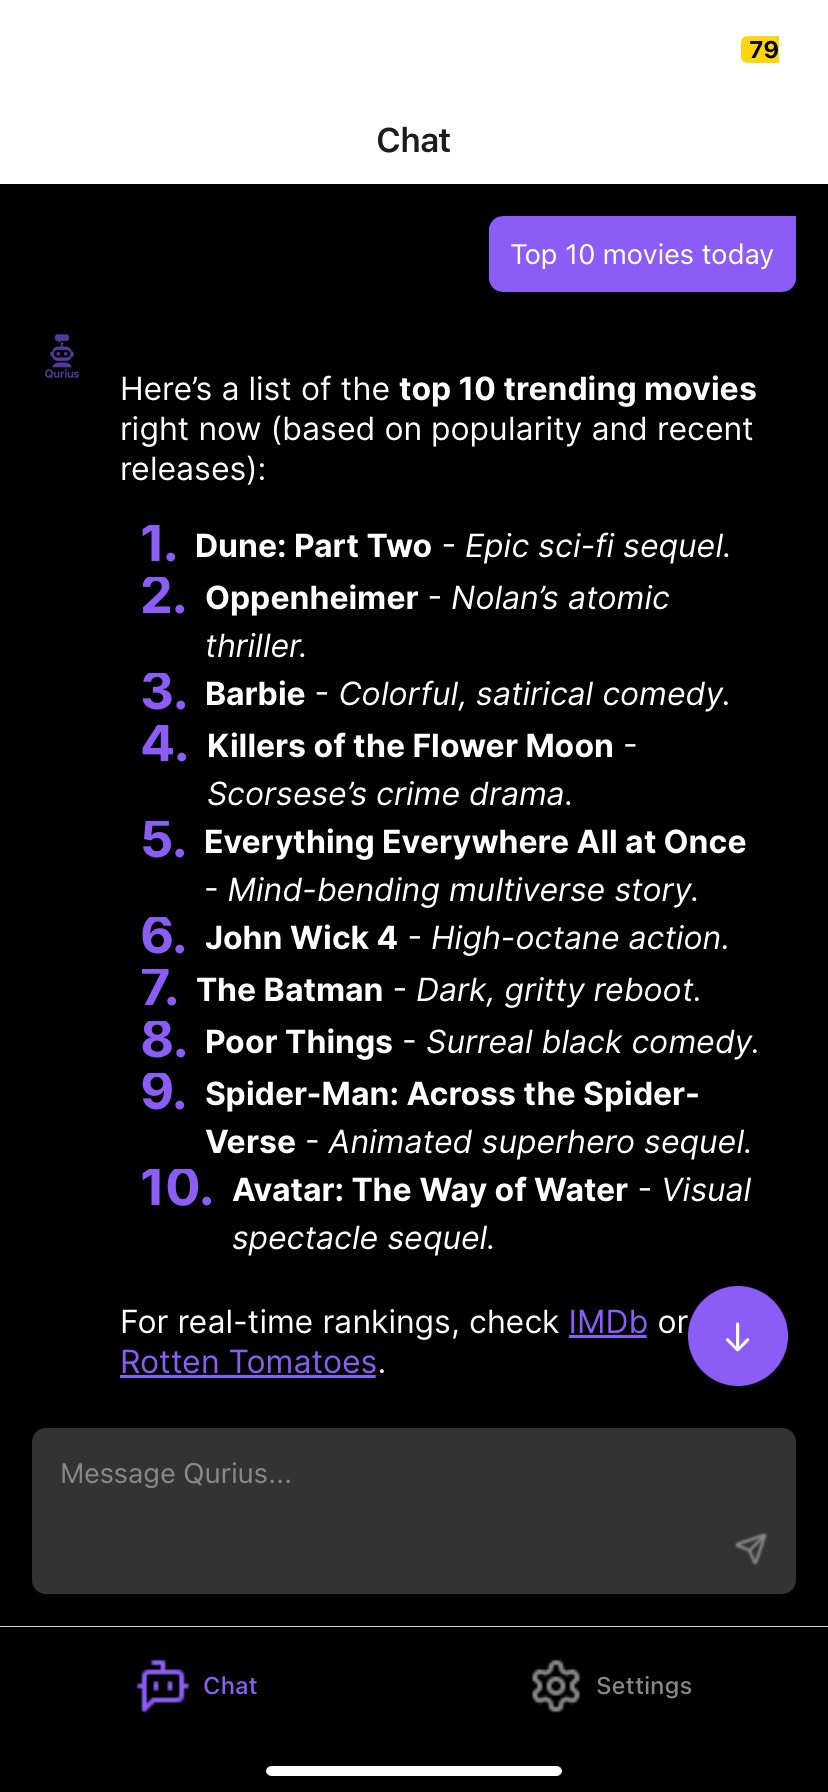 79
Chat
Top 10 movies today
Qurius
Here’s a list of the top 10 trending movies
right now (based on popularity and recent
releases):
1. Dune: Part Two - Epic sci-fi sequel.
2. Oppenheimer - Nolan’s atomic
thriller.
3. Barbie - Colorful, satirical comedy.
4. Killers of the Flower Moon -
Scorsese’s crime drama.
5. Everything Everywhere All at Once
- Mind-bending multiverse story.
6. John Wick 4 - High-octane action.
7. The Batman - Dark, gritty reboot.
8. Poor Things - Surreal black comedy.
9. Spider-Man: Across the Spider-
Verse - Animated superhero sequel.
10. Avatar: The Way of Water - Visual
spectacle sequel.
For real-time rankings, check IMDb or
Rotten Tomatoes.
Message Qurius...
Chat
Settings